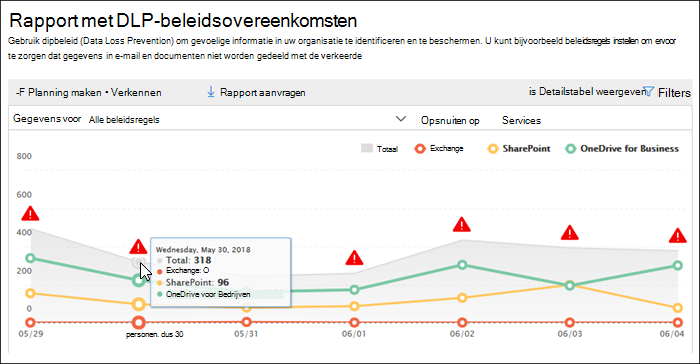 Rapport met DLP-beleidsovereenkomsten
Gebruik dipbeleid (Data Loss Prevention) om gevoelige informatie in uw organisatie te identificeren en te beschermen. U kunt bijvoorbeeld beleidsregels instellen om ervoor
te zorgen dat gegevens in e-mail en documenten niet worden gedeeld met de verkeerde
-F Planning maken • Verkennen Rapport aanvragen is Detailstabel weergeven Filters
Gegevens voor Alle beleidsregels Opsnuiten op Services
Totaal Exchange SharePoint OneDrive for Business
800
600
400
200
0
Wednesday, May 30, 2018
Total: 318
Exchange: O
SharePoint: 96
OneDrive voor Bedrijven
05/29 personen. dus 30 05/31 06/01 06/02 06/03 06/04